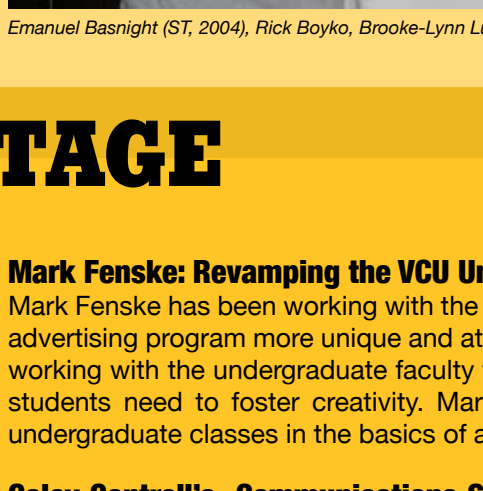 Emanuel Basnight (ST, 2004), Rick Boyko, Brooke-Lynn
TAGE
Mark Fenske: Revamping the VCU
Mark Fenske has been working with the
advertising program more unique and
working with the undergraduate faculty
students need to foster creativity.
undergraduate classes in the basics of